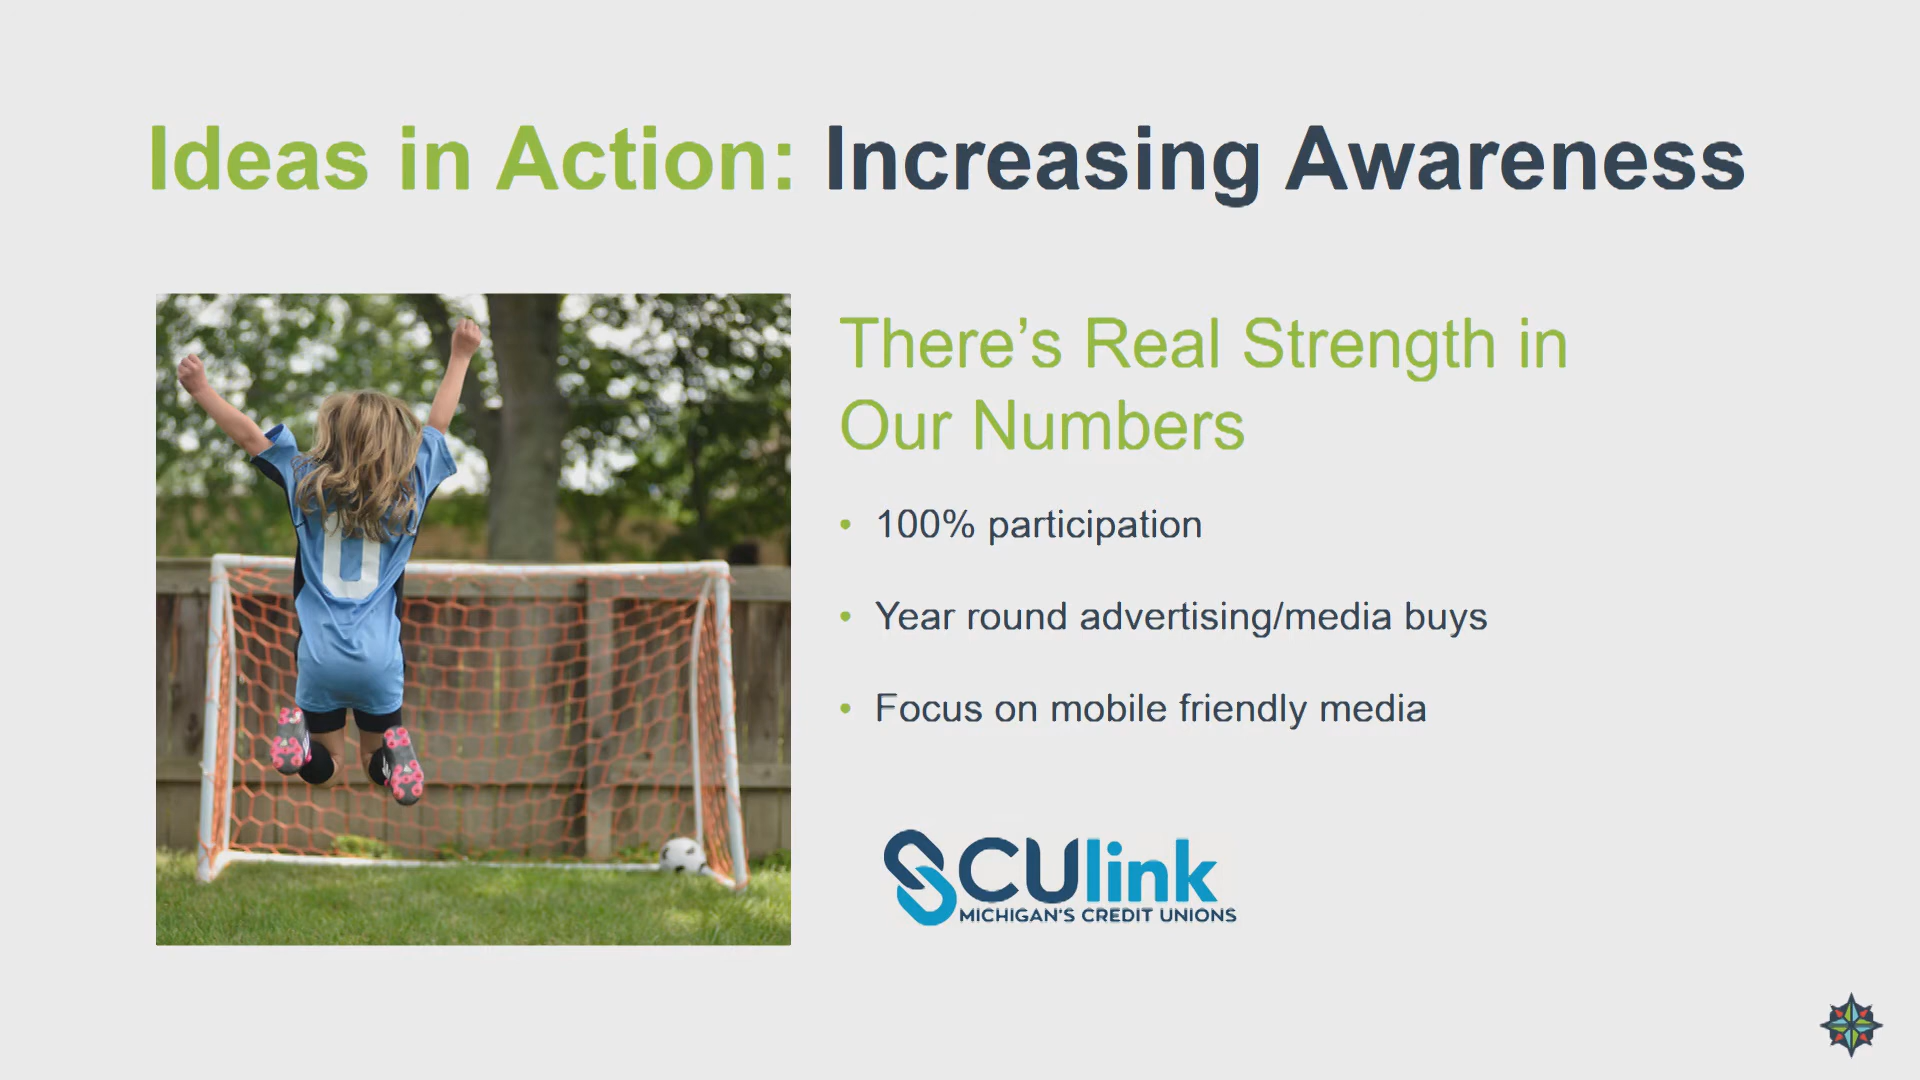 Ideas in Action: Increasing Awareness
There’s Real Strength in
Our Numbers
• 100% participation
• Year round advertising/media buys
• Focus on mobile friendly media
CUlink
MICHIGAN'S CREDIT UNIONS
0